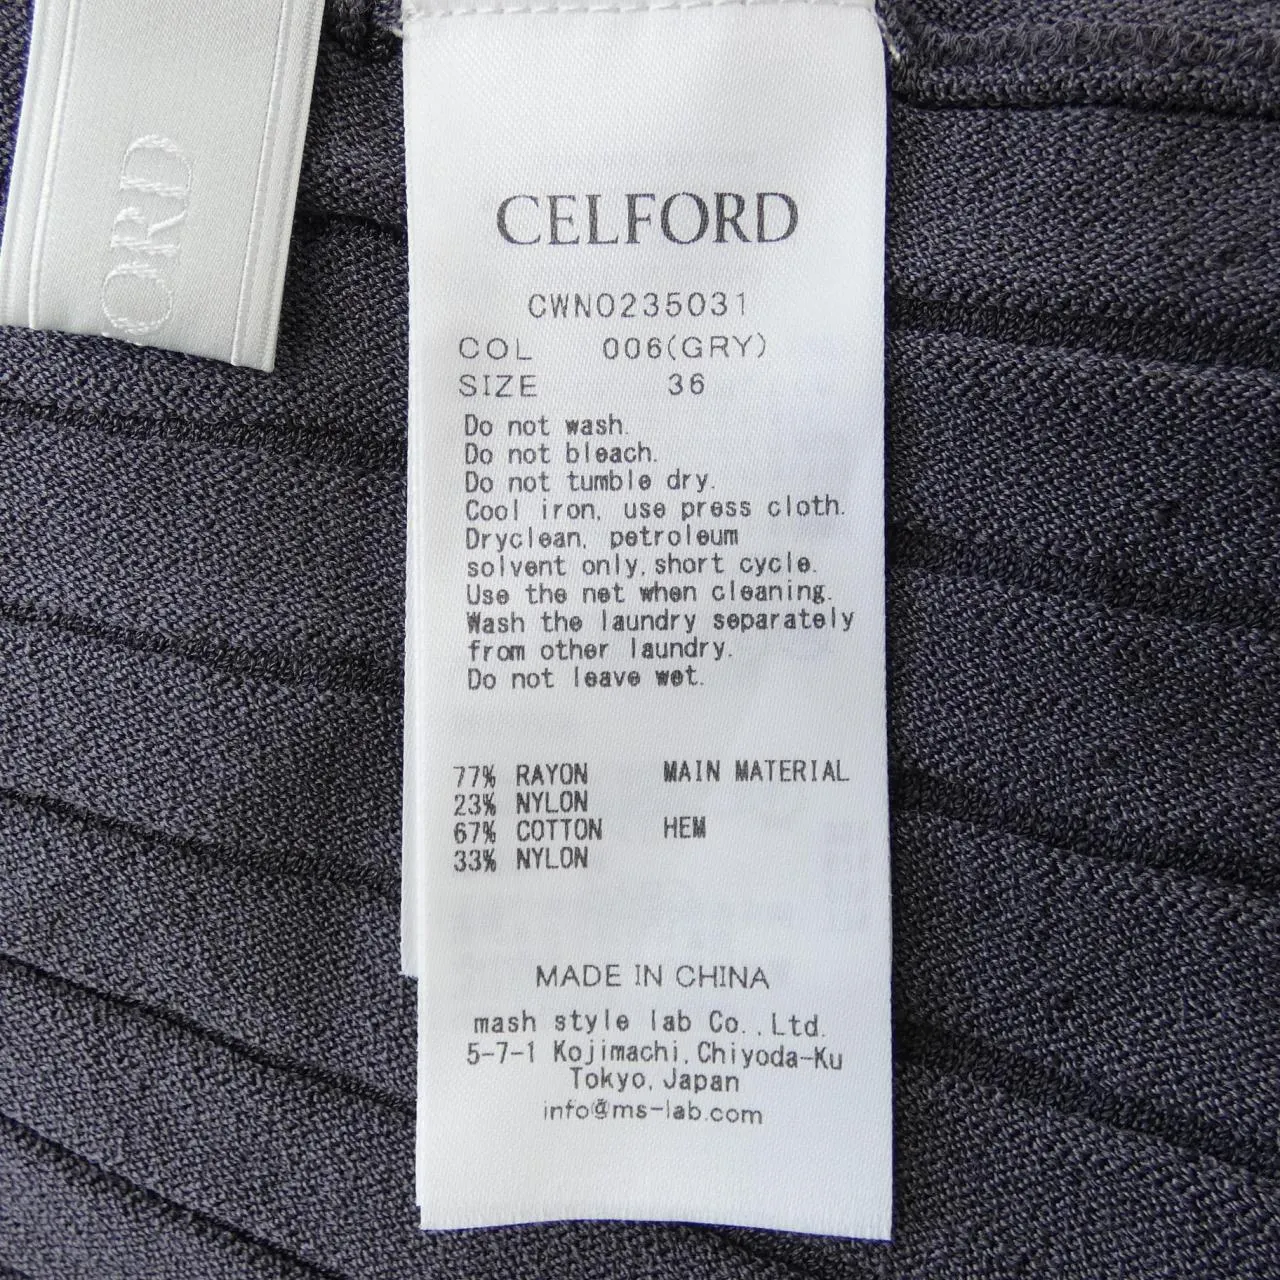 ORD
CELFORD
CWNO235031
COL 006(GRY)
SIZE 36
Do not wash.
Do not bleach.
Do not tumble dry.
Cool iron, use press cloth.
Dryclean, petroleum
solvent only, short cycle.
Use the net when cleaning.
Wash the laundry separately
from other laundry.
Do not leave wet.
77% RAYON MAIN MATERIAL
23% NYLON
67% COTTON HEM
33% NYLON
MADE IN CHINA
mash style lab Co.,Ltd.
5-7-1 Kojimachi, Chiyoda-Ku
Tokyo, Japan
info@ms-lab.com